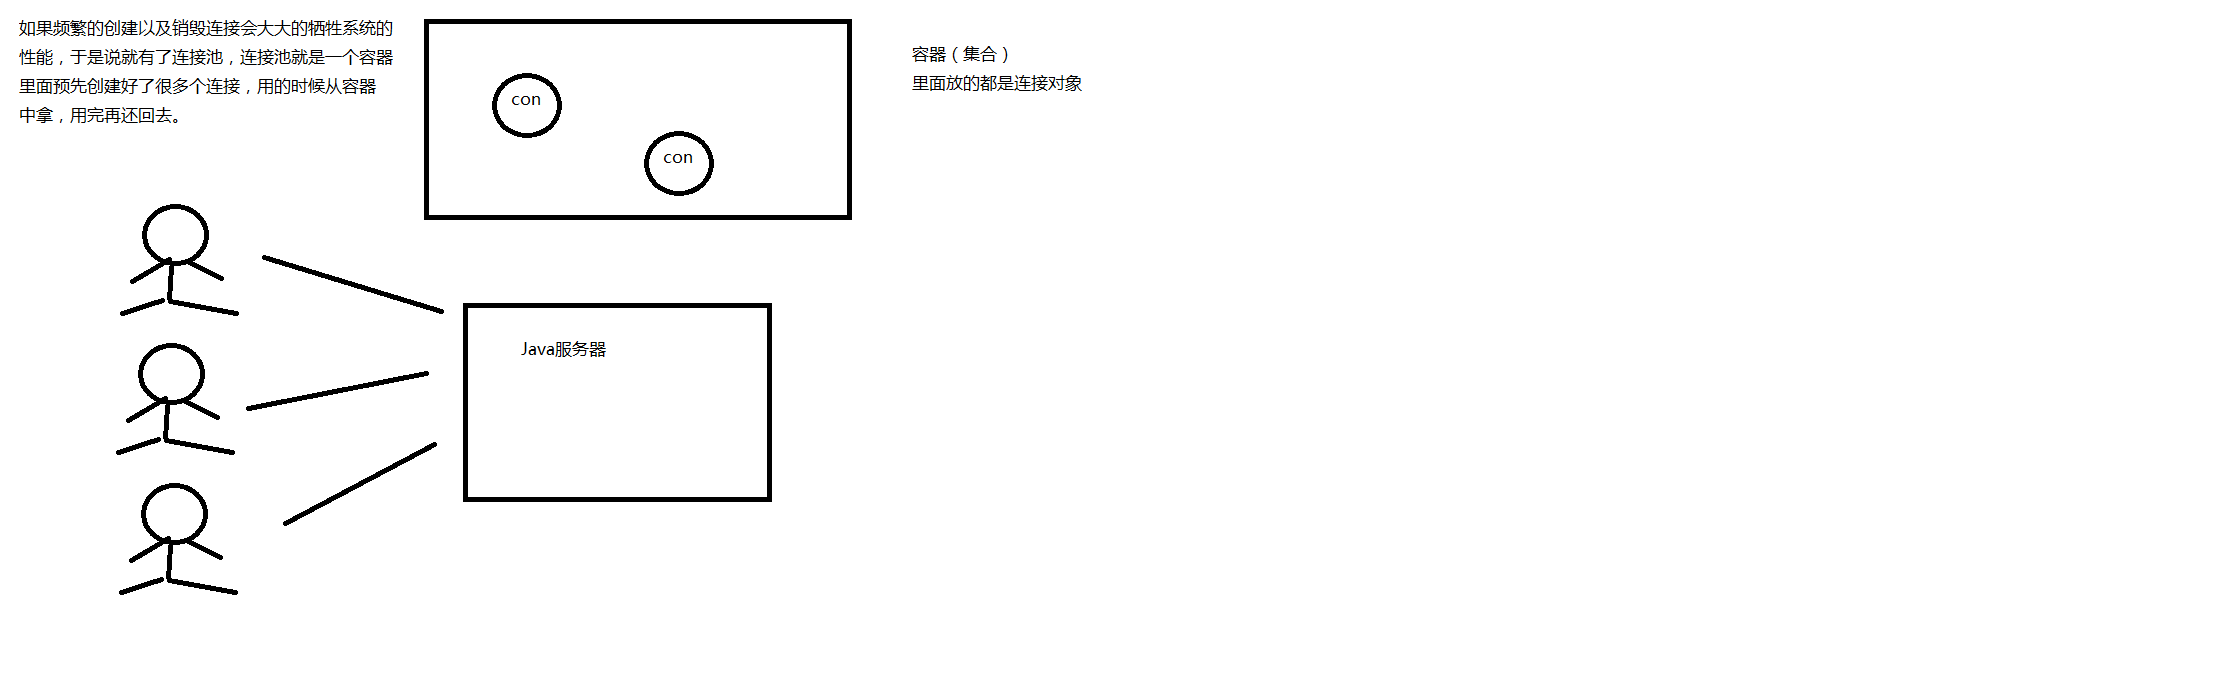 如果频繁的创建以及销毁连接会大大的牺牲系统的
性能，于是说就有了连接池，连接池就是一个容器
里面预先创建好了很多个连接，用的时候从容器
中拿，用完再还回去。
容器（集合）
里面放的都是连接对象
con
con
Java服务器